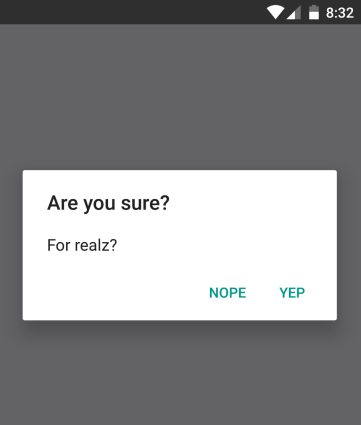 8:32
Are you sure?
For realz?
NOPE YEP